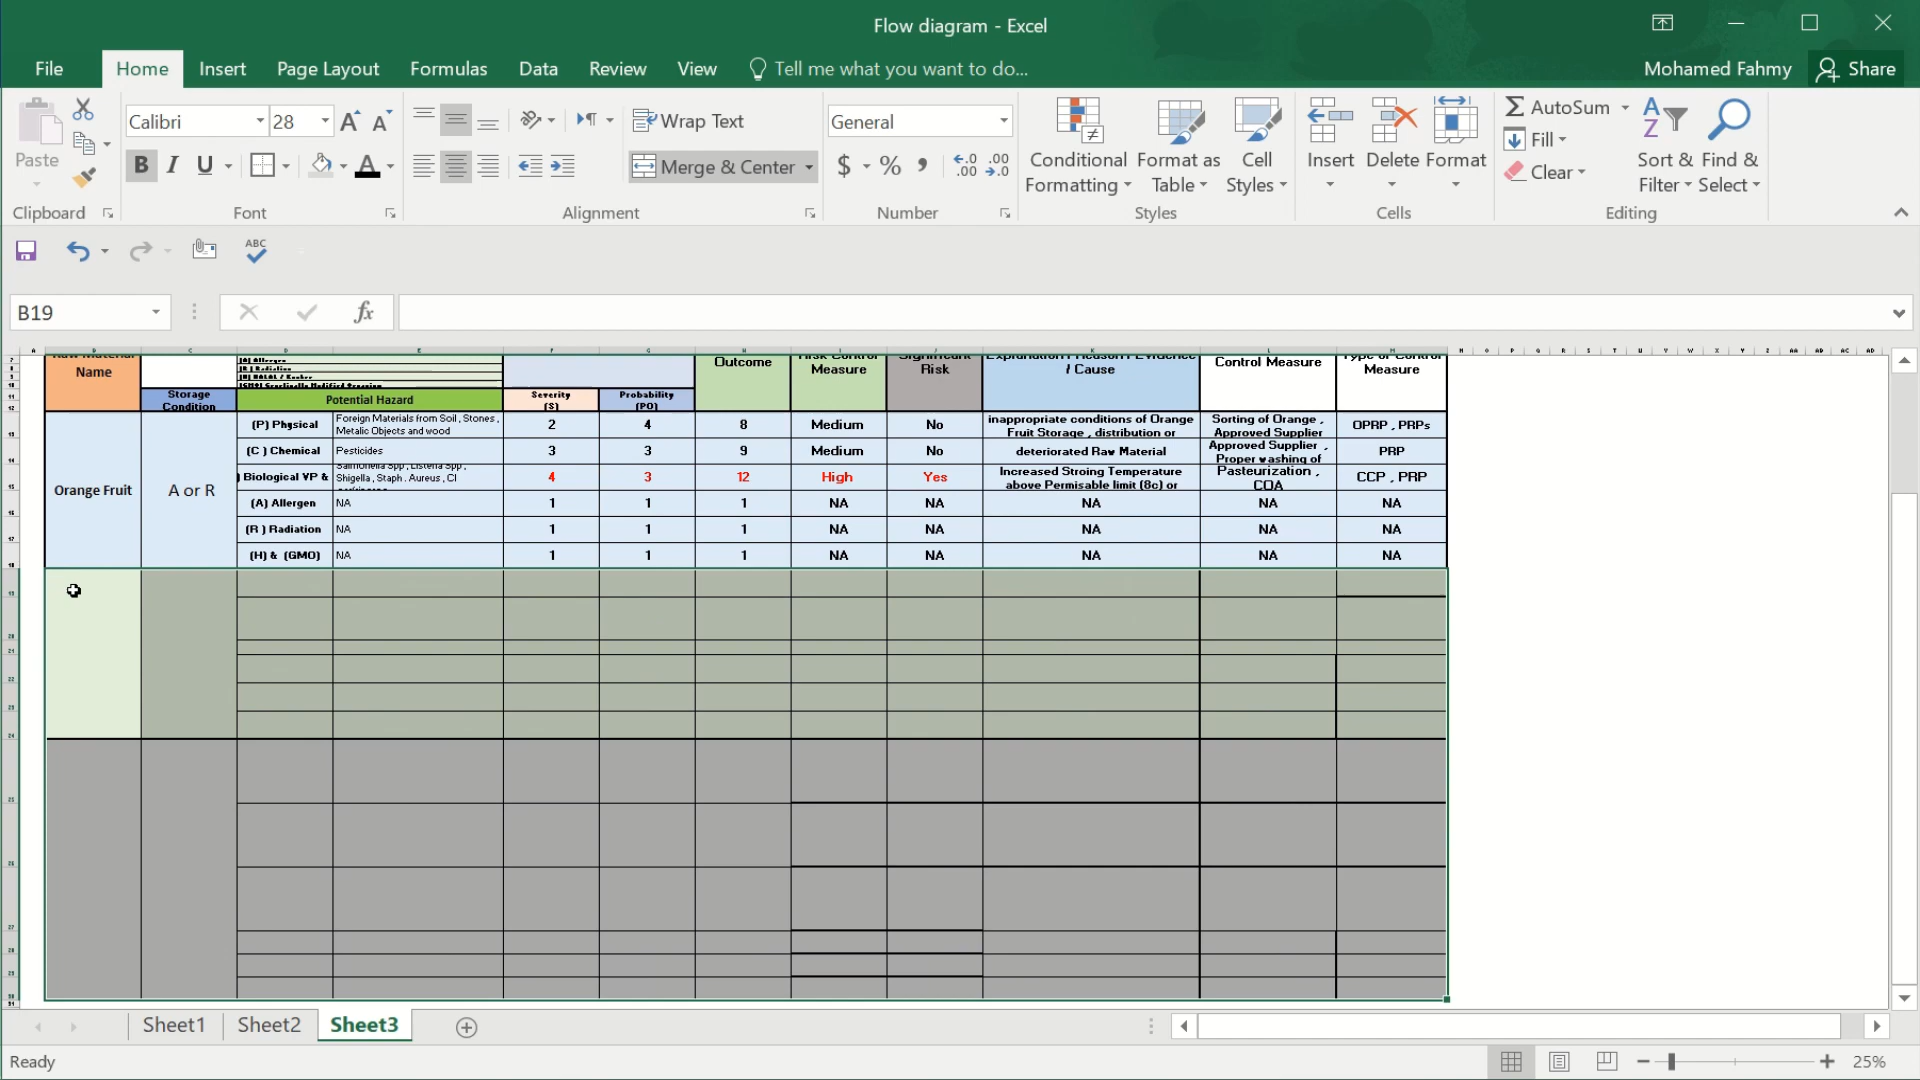 Flow diagram - Excel
File Home Insert Page Layout Formulas Data Review View Tell me what you want to do... Mohamed Fahmy Share
Paste
Calibri 28
Wrap Text
General
Conditional Formatting
Format as Table
Cell Styles
Insert Delete Format
AutoSum
Fill
Clear
Sort & Filter
Find & Select
B I U
Merge & Center
$ % ,
Clipboard Font Alignment Number Styles Cells Editing
ABC
B19 fx
Name
Outcome
Measure
Risk
/ Cause
Control Measure
Measure
Storage
Condition
Potential Hazard
Severity
(S)
Probability
(PO)
Orange Fruit
A or R
(P) Physical
Foreign Materials from Soil , Stones ,
Metalic Objects and wood
2 4 8 Medium No
inappropriate conditions of Orange
Fruit Storage , distribution or
Sorting of Orange ,
Approved Supplier
OPRP , PRPs
(C ) Chemical
Pesticides
3 3 9 Medium No
deteriorated Raw Material
Approved Supplier ,
Proper washing of
PRP
) Biological VP &
Salmonella Spp , Listeria Spp ,
Shigella , Staph . Aureus , Cl
4 3 12 High Yes
Increased Stroing Temperature
above Permisable limit (8c) or
Pasteurization ,
COA
CCP , PRP
(A) Allergen NA 1 1 1 NA NA NA NA NA
(R ) Radiation NA 1 1 1 NA NA NA NA NA
(H) & (GMO) NA 1 1 1 NA NA NA NA NA
Sheet1 Sheet2 Sheet3
Ready
25%